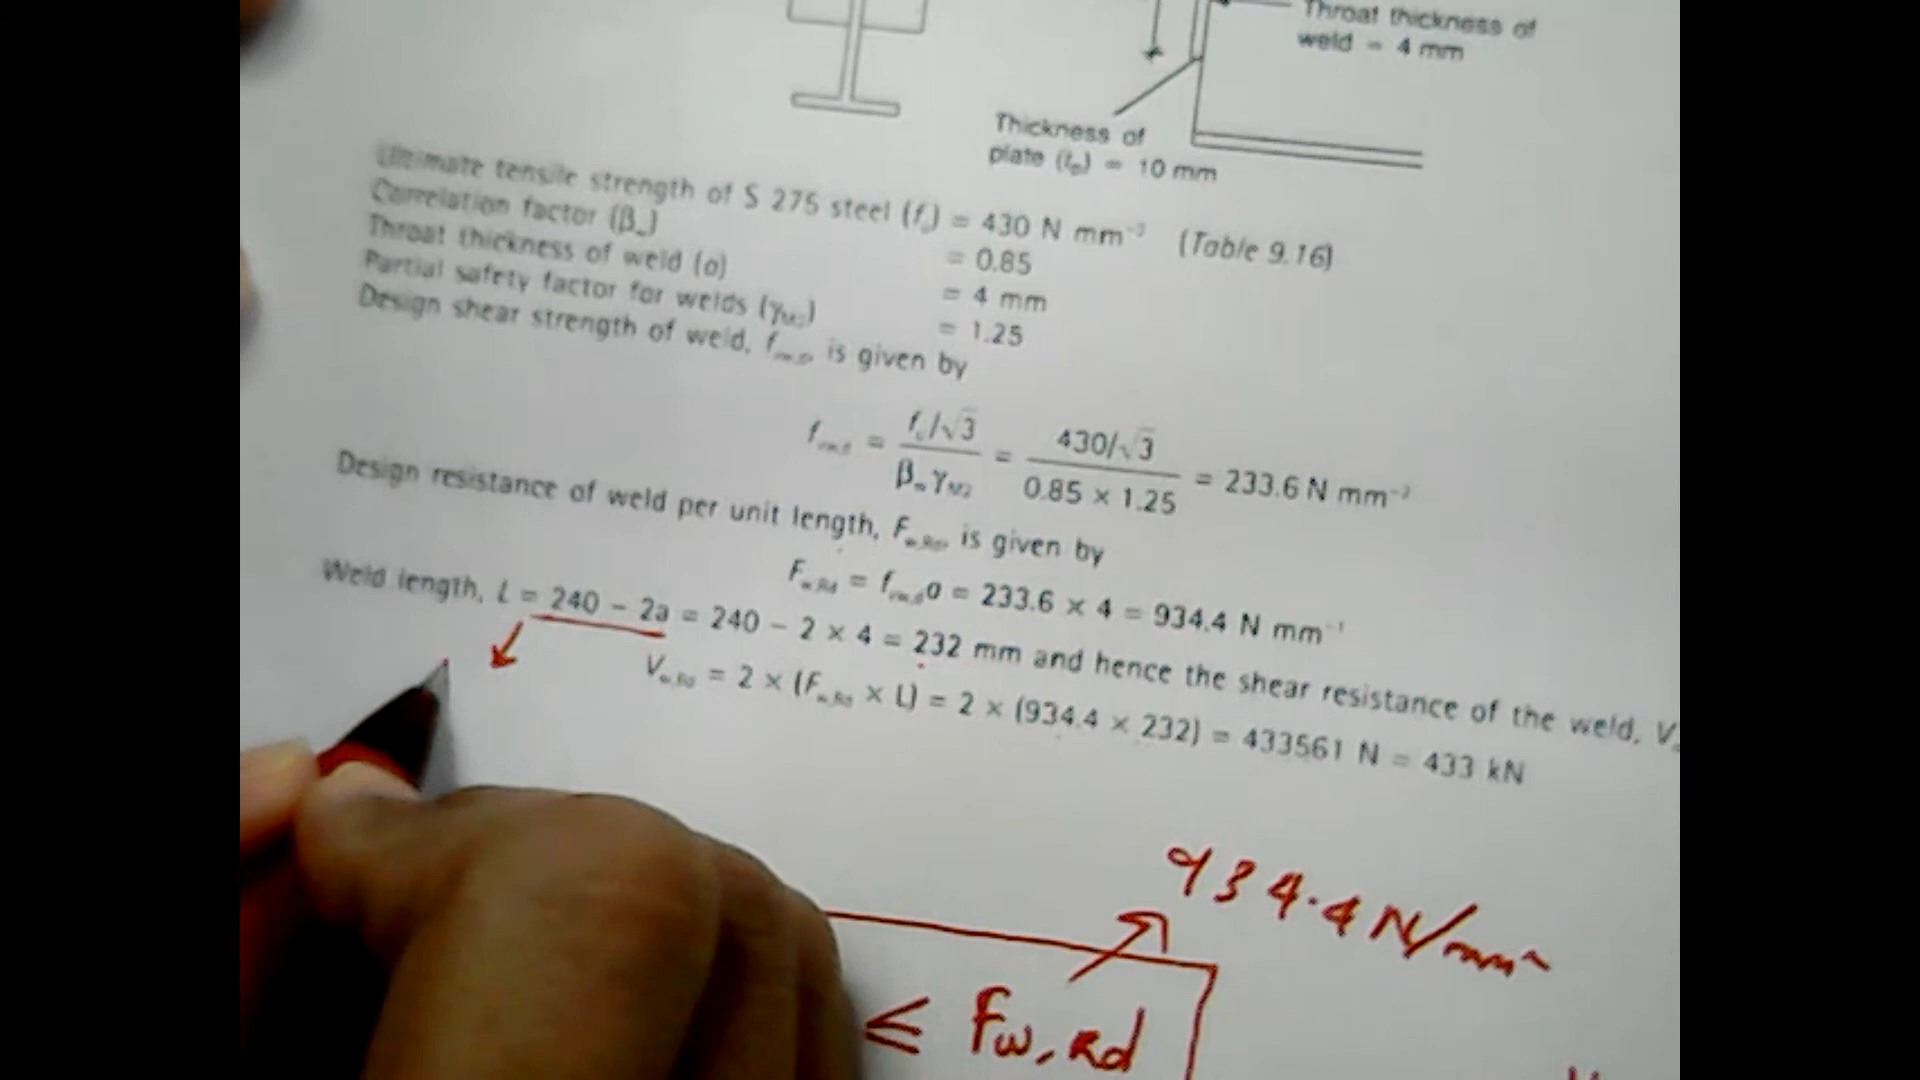 Throat thickness of
weld = 4 mm
Thickness of
plate (tp) = 10 mm
Ultimate tensile strength of S 275 steel (fu) = 430 N mm⁻² (Table 9.16)
Correlation factor (βw) = 0.85
Throat thickness of weld (a) = 4 mm
Partial safety factor for welds (γM2) = 1.25
Design shear strength of weld, fvw.d, is given by
fvw.d = fu/√3 / βwγM2 = 430/√3 / 0.85 × 1.25 = 233.6 N mm⁻²
Design resistance of weld per unit length, Fw,Rd, is given by
Fw,Rd = fvw.d a = 233.6 × 4 = 934.4 N mm⁻¹
Weld length, L = 240 − 2a = 240 − 2 × 4 = 232 mm and hence the shear resistance of the weld,
Vw,Rd = 2 × (Fw,Rd × L) = 2 × (934.4 × 232) = 433561 N = 433 kN
934.4 N/mm²
≤ Fw,Rd